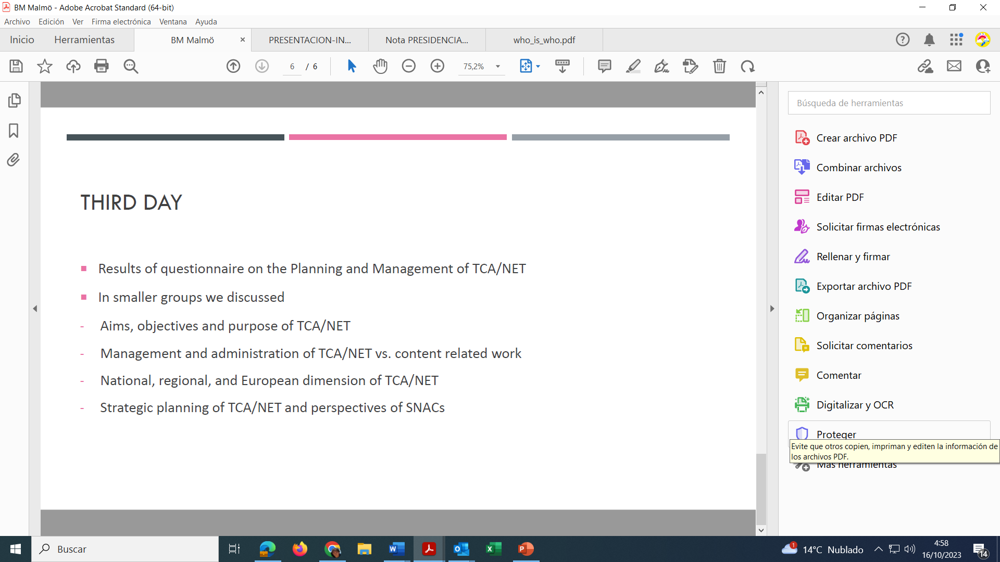 BM Malmö - Adobe Acrobat Standard (64-bit)
Archivo Edición Ver Firma electrónica Ventana Ayuda
Inicio Herramientas BM Malmö PRESENTACION-IN... Nota PRESIDENCIA... who_is_who.pdf
6 / 6 75,2%
Búsqueda de herramientas
Crear archivo PDF
Combinar archivos
Editar PDF
Solicitar firmas electrónicas
Rellenar y firmar
Exportar archivo PDF
Organizar páginas
Solicitar comentarios
Comentar
Digitalizar y OCR
Proteger
Evite que otros copien, impriman y editen la información de
los archivos PDF.
Más herramientas
THIRD DAY
Results of questionnaire on the Planning and Management of TCA/NET
In smaller groups we discussed
- Aims, objectives and purpose of TCA/NET
- Management and administration of TCA/NET vs. content related work
- National, regional, and European dimension of TCA/NET
- Strategic planning of TCA/NET and perspectives of SNACs
Buscar
1
14°C Nublado
4:58
16/10/2023
14